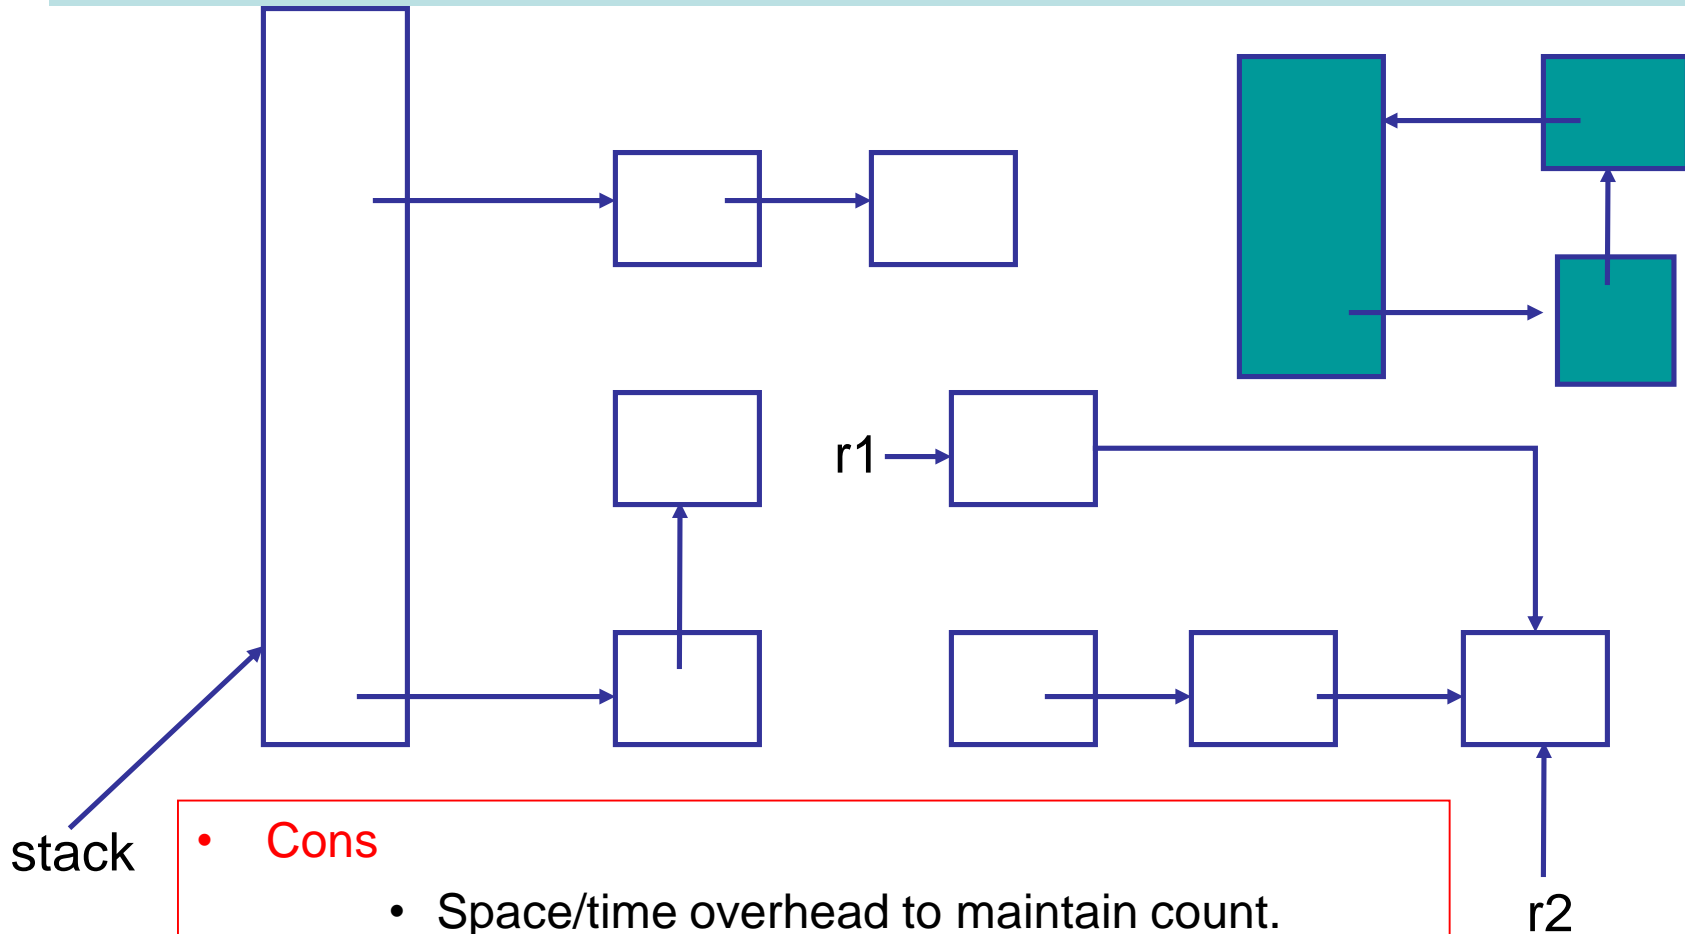 r1
stack
• Cons
• Space/time overhead to maintain count.
r2